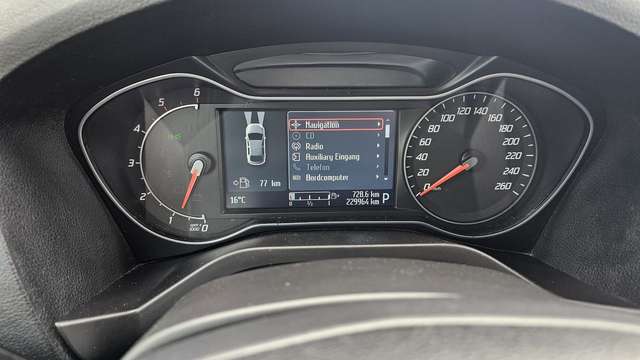 Navigation
CD
Radio
Auxiliary Eingang
Telefon
Bordcomputer
77 km
16°C
728.6 km
229964 km
P
0 1 2 3 4 5 6
0 20 40 60 80 100 120 140 160 180 200 220 240 260